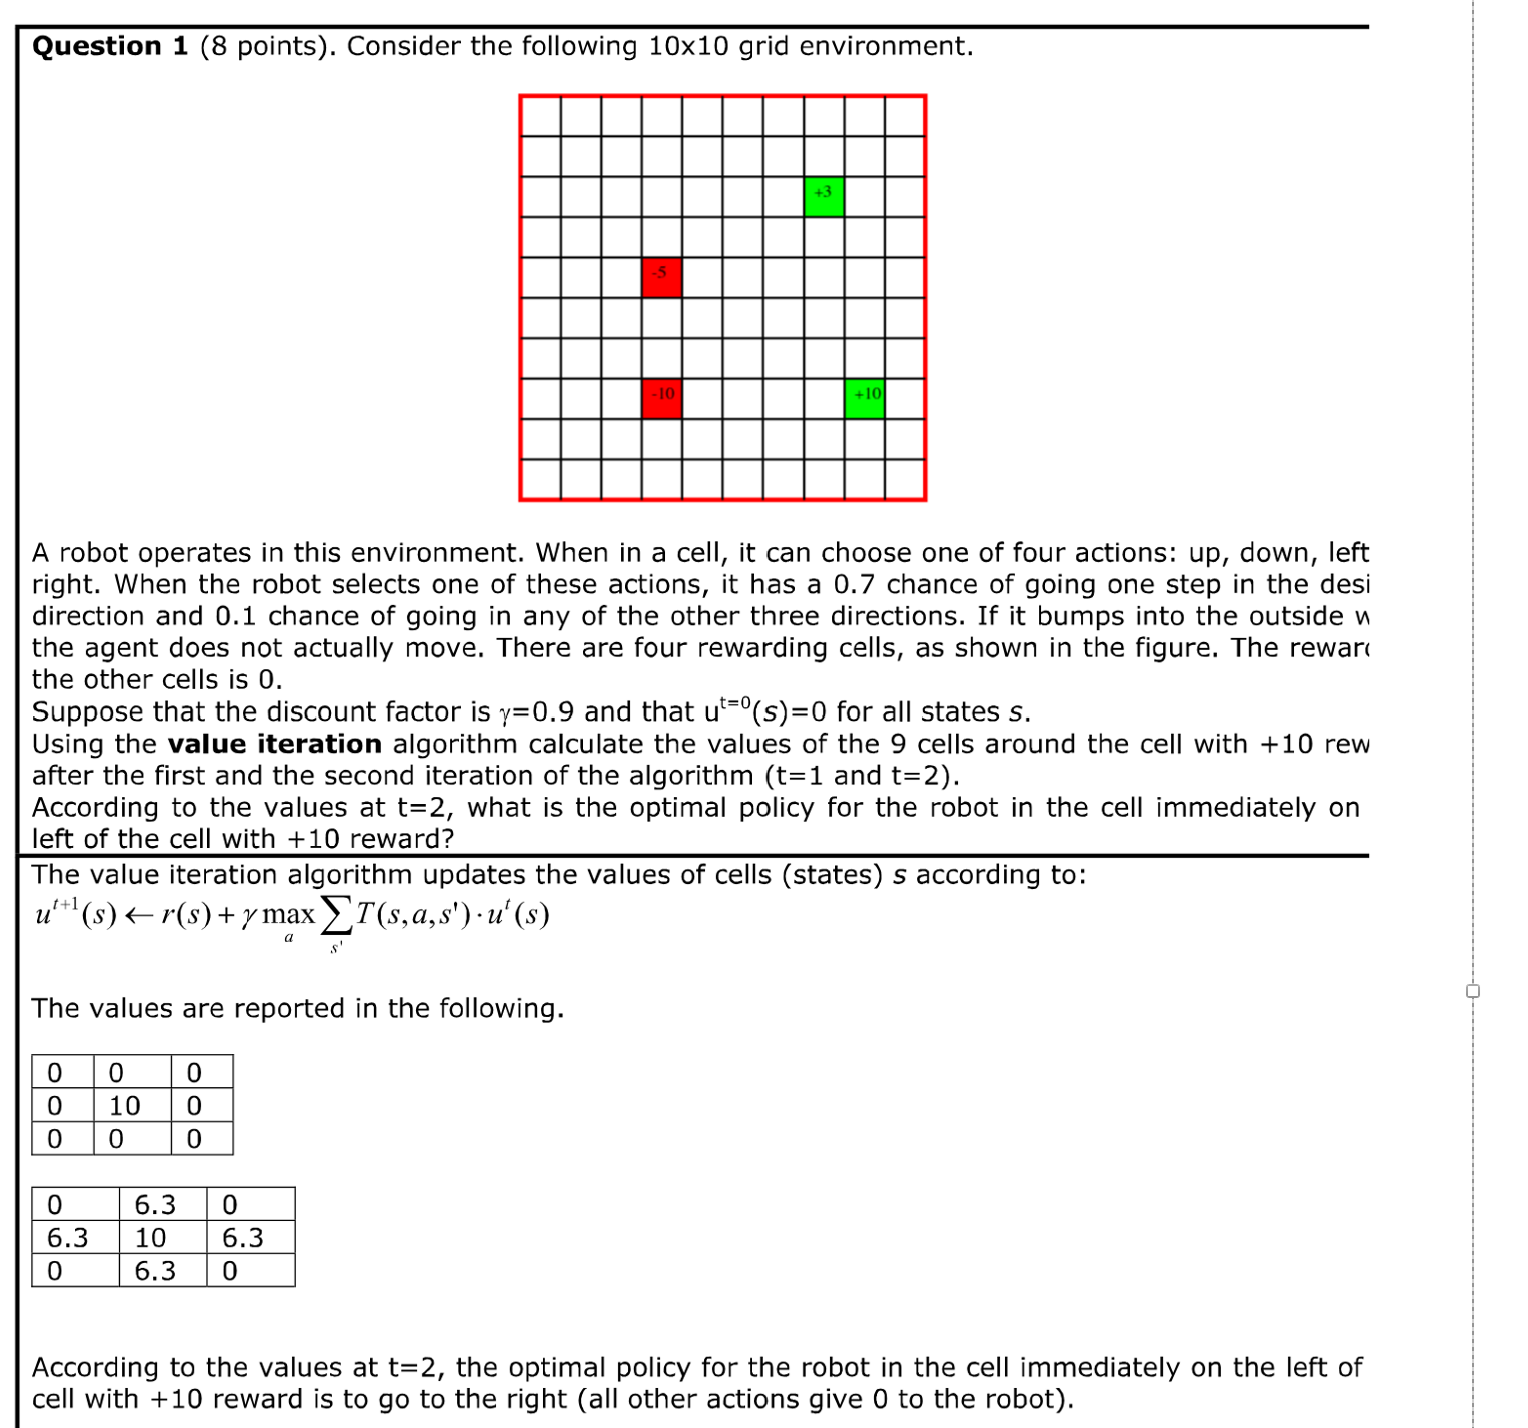 Question 1 (8 points). Consider the following 10x10 grid environment.
+3
-5
-10 +10
A robot operates in this environment. When in a cell, it can choose one of four actions: up, down, left
right. When the robot selects one of these actions, it has a 0.7 chance of going one step in the desi
direction and 0.1 chance of going in any of the other three directions. If it bumps into the outside w
the agent does not actually move. There are four rewarding cells, as shown in the figure. The reward
the other cells is 0.
Suppose that the discount factor is γ=0.9 and that u^{t=0}(s)=0 for all states s.
Using the value iteration algorithm calculate the values of the 9 cells around the cell with +10 rew
after the first and the second iteration of the algorithm (t=1 and t=2).
According to the values at t=2, what is the optimal policy for the robot in the cell immediately on
left of the cell with +10 reward?
The value iteration algorithm updates the values of cells (states) s according to:
u^{t+1}(s) ← r(s) + γ max_a ∑_{s'} T(s,a,s')·u^t(s)
The values are reported in the following.
0 0 0
0 10 0
0 0 0
0 6.3 0
6.3 10 6.3
0 6.3 0
According to the values at t=2, the optimal policy for the robot in the cell immediately on the left of
cell with +10 reward is to go to the right (all other actions give 0 to the robot).